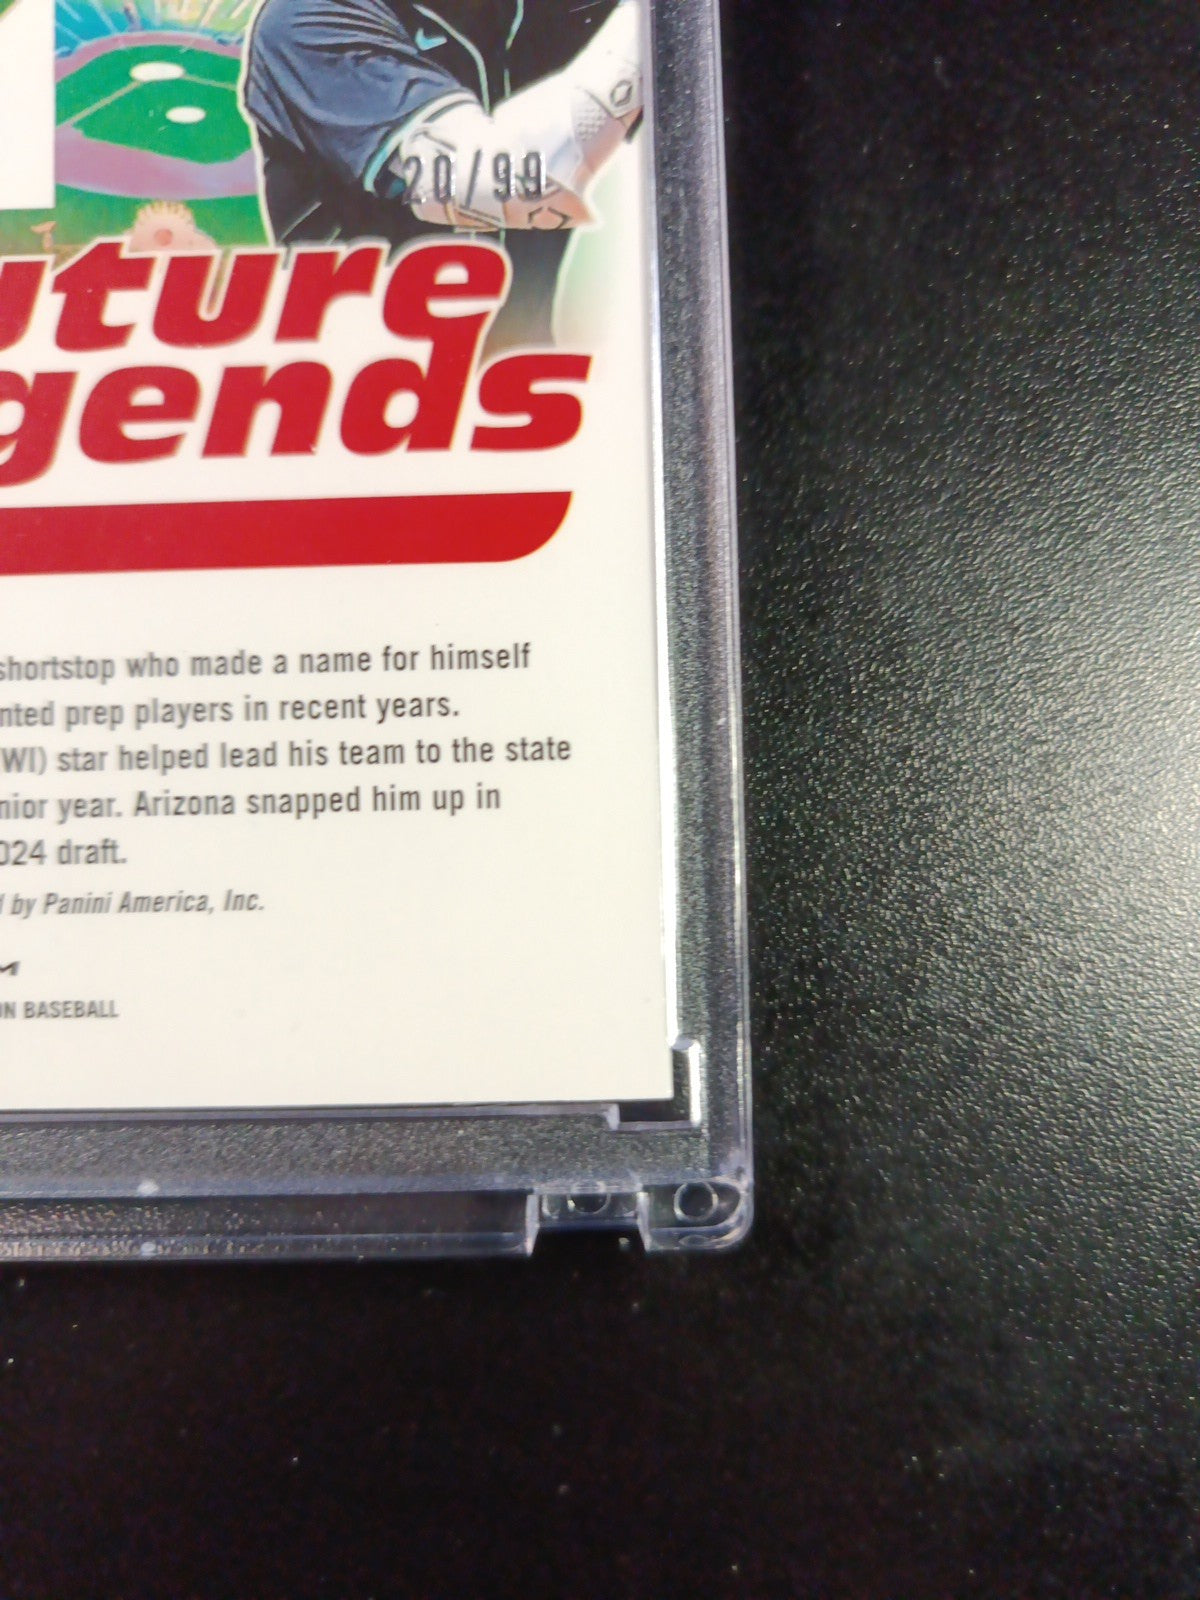 20/99
uture
gends
shortstop who made a name for himself
nted prep players in recent years.
WI) star helped lead his team to the state
nior year. Arizona snapped him up in
024 draft.
d by Panini America, Inc.
M
ON BASEBALL